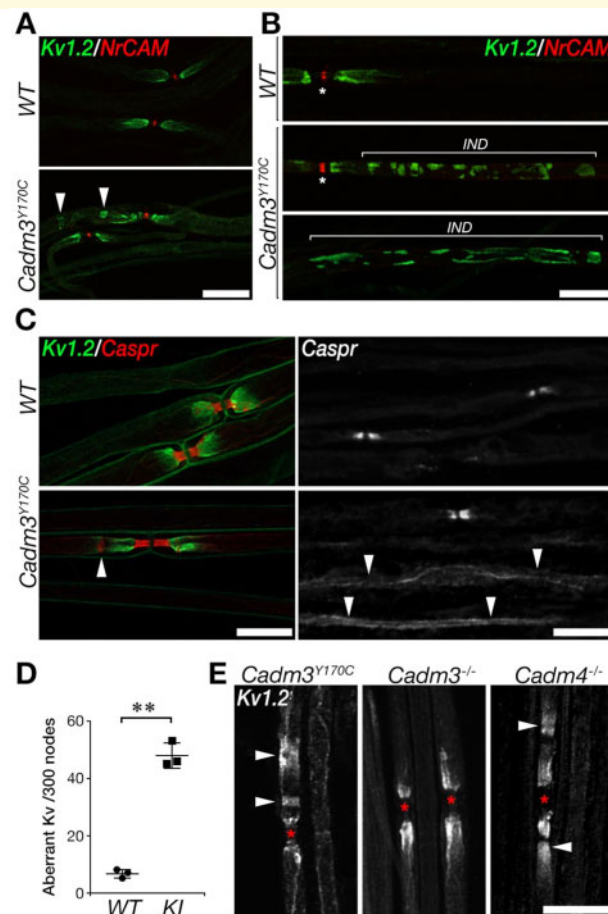 A
B
Kv1.2/NrCAM
WT
Cadm3Y170C
Kv1.2/NrCAM
WT
*
IND
Cadm3Y170C
*
IND
C
Kv1.2/Caspr
Caspr
WT
Cadm3Y170C
D
**
Aberrant Kv /300 nodes
60
40
20
0
WT KI
E
Cadm3Y170C Cadm3-/- Cadm4-/-
Kv1.2
* * * *